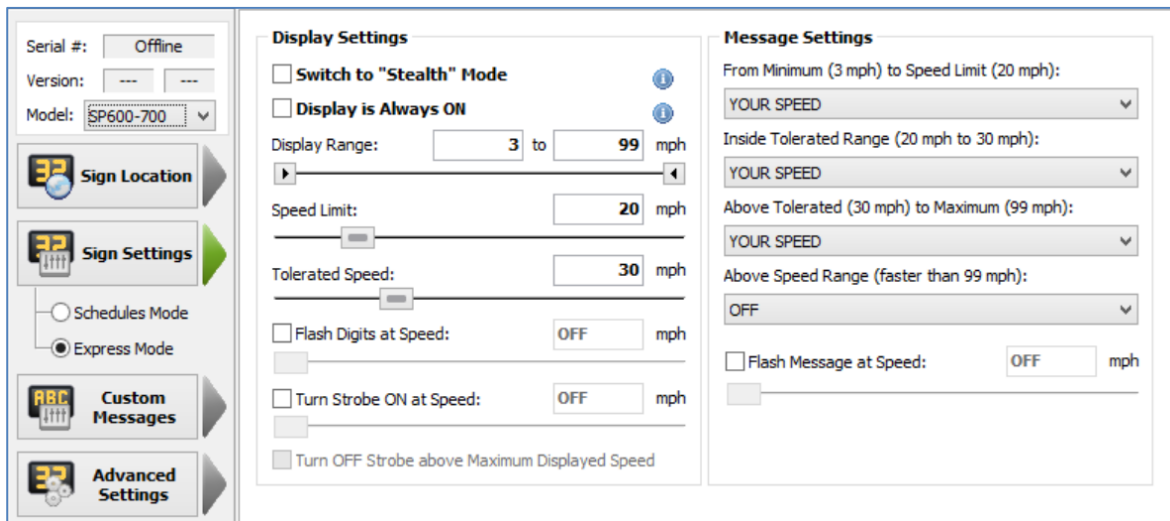 Serial #: Offline
Version: --- ---
Model: SP600-700
32
Sign Location
32
Sign Settings
Schedules Mode
Express Mode
ABC
Custom
Messages
32
Advanced
Settings
Display Settings
Switch to "Stealth" Mode
i
Display is Always ON
i
Display Range: 3 to 99 mph
Speed Limit: 20 mph
Tolerated Speed: 30 mph
Flash Digits at Speed: OFF mph
Turn Strobe ON at Speed: OFF mph
Turn OFF Strobe above Maximum Displayed Speed
Message Settings
From Minimum (3 mph) to Speed Limit (20 mph):
YOUR SPEED
Inside Tolerated Range (20 mph to 30 mph):
YOUR SPEED
Above Tolerated (30 mph) to Maximum (99 mph):
YOUR SPEED
Above Speed Range (faster than 99 mph):
OFF
Flash Message at Speed: OFF mph